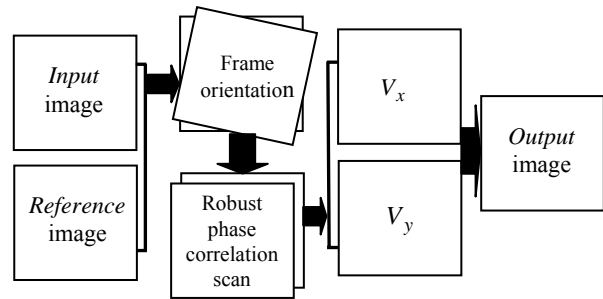 Input
image
Reference
image
Frame
orientation
Robust
phase
correlation
scan
V_x
V_y
Output
image